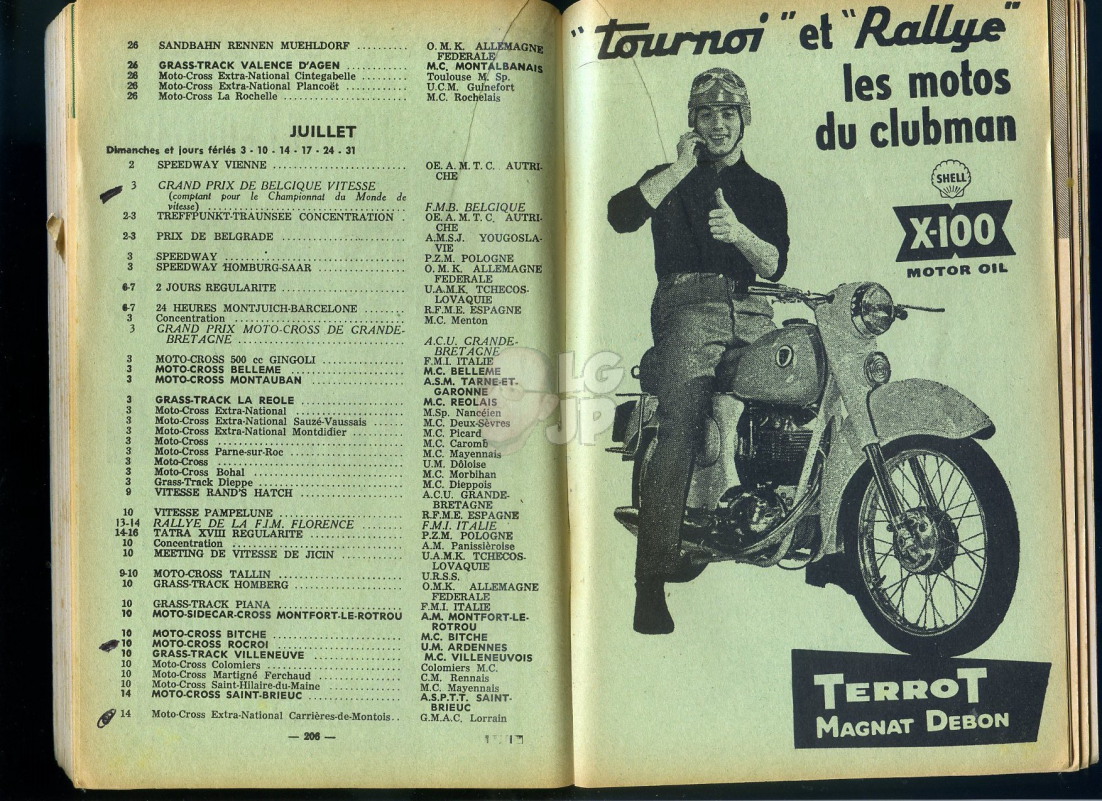 26 SANDBAHN RENNEN MUEHLDORF .......... O. M. K. ALLEMAGNE
FEDERALE
26 GRASS-TRACK VALENCE D'AGEN .......... M.C. MONTALBANAIS
26 Moto-Cross Extra-National Cintegabelle ........ Toulouse M. Sp.
26 Moto-Cross Extra-National Plancoët .......... U.C.M. Guinefort
26 Moto-Cross La Rochelle .......... M.C. Rochelais
JUILLET
Dimanches et jours fériés 3 - 10 - 14 - 17 - 24 - 31
2 SPEEDWAY VIENNE .......... OE. A. M. T. C. AUTRI-
CHE
3 GRAND PRIX DE BELGIQUE VITESSE
(comptant pour le Championnat du Monde de
vitesse) .......... F.M.B. BELGIQUE
2-3 TREFFPUNKT-TRAUNSEE CONCENTRATION . OE. A. M. T. C. AUTRI-
CHE
2-3 PRIX DE BELGRADE .......... A.M.S.J. YOUGOSLA-
VIE
3 SPEEDWAY .......... P.Z.M. POLOGNE
3 SPEEDWAY HOMBURG-SAAR .......... O. M. K. ALLEMAGNE
FEDERALE
6-7 2 JOURS REGULARITE .......... U.A.M.K. TCHECOS-
LOVAQUIE
6-7 24 HEURES MONTJUICH-BARCELONE ........ R.F.M.E. ESPAGNE
3 Concentration .......... M.C. Menton
3 GRAND PRIX MOTO-CROSS DE GRANDE-
BRETAGNE .......... A.C.U. GRANDE-
BRETAGNE
3 MOTO-CROSS 500 cc GINGOLI .......... F.M.I. ITALIE
3 MOTO-CROSS BELLEME .......... M.C. BELLEME
3 MOTO-CROSS MONTAUBAN .......... A.S.M. TARNE-ET-
GARONNE
3 GRASS-TRACK LA REOLE .......... M.C. REOLAIS
3 Moto-Cross Extra-National .......... M.Sp. Nancéien
3 Moto-Cross Extra-National Sauzé-Vaussais ..... M.C. Deux-Sèvres
3 Moto-Cross Extra-National Montdidier ........ M.C. Picard
3 Moto-Cross .......... M.C. Caromb
3 Moto-Cross Parne-sur-Roc .......... M.C. Mayennais
3 Moto-Cross .......... U.M. Dôloise
3 Moto-Cross Bohal .......... M.C. Morbihan
3 Grass-Track Dieppe .......... M.C. Dieppois
9 VITESSE RAND'S HATCH .......... A.C.U. GRANDE-
BRETAGNE
10 VITESSE PAMPELUNE .......... R.F.M.E. ESPAGNE
13-14 RALLYE DE LA F.I.M. FLORENCE ........ F.M.I. ITALIE
14-16 TATRA XVIII REGULARITE .......... P.Z.M. POLOGNE
10 Concentration .......... A.M. Panissièroise
10 MEETING DE VITESSE DE JICIN .......... U.A.M.K. TCHECOS-
LOVAQUIE
9-10 MOTO-CROSS TALLIN .......... U.R.S.S.
10 GRASS-TRACK HOMBERG .......... O.M.K. ALLEMAGNE
FEDERALE
10 GRASS-TRACK PIANA .......... F.M.I. ITALIE
10 MOTO-SIDECAR-CROSS MONTFORT-LE-ROTROU A.M. MONTFORT-LE-
ROTROU
10 MOTO-CROSS BITCHE .......... M.C. BITCHE
10 MOTO-CROSS ROCROI .......... U.M. ARDENNES
10 GRASS-TRACK VILLENEUVE .......... M.C. VILLENEUVOIS
10 Moto-Cross Colomiers .......... Colomiers M.C.
10 Moto-Cross Martigné Ferchaud .......... C.M. Rennais
10 Moto-Cross Saint-Hilaire-du-Maine .......... M.C. Mayennais
14 MOTO-CROSS SAINT-BRIEUC .......... A.S.P.T.T. SAINT-
BRIEUC
14 Moto-Cross Extra-National Carrières-de-Montois.. G.M.A.C. Lorrain
— 206 —
LG
JP
"tournoi" et "Rallye"
les motos
du clubman
SHELL
X-100
MOTOR OIL
TERROT
MAGNAT DEBON